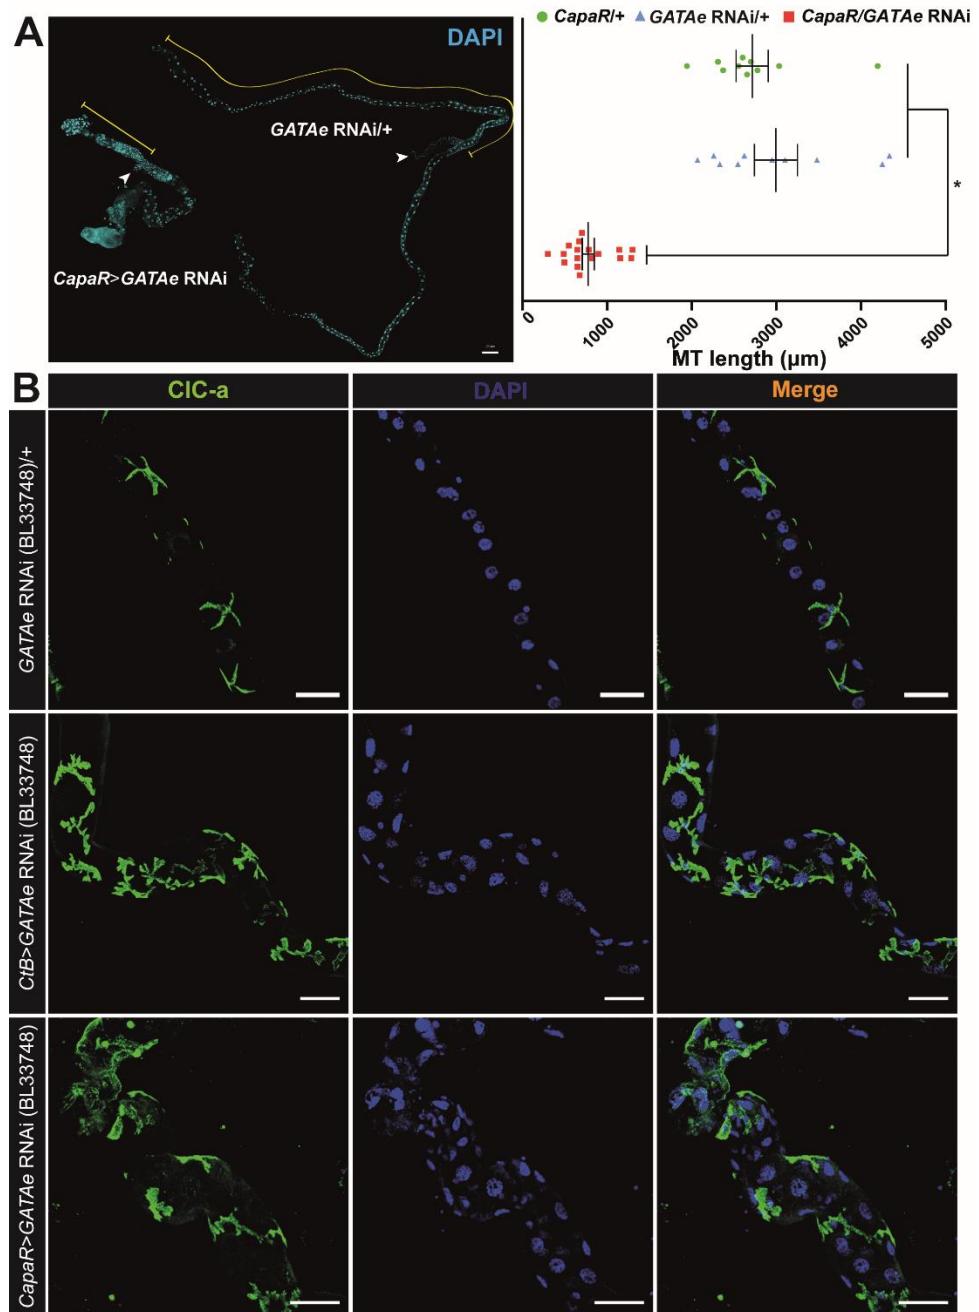 A
DAPI
GATAe RNAi/+
CapaR>GATAe RNAi
CapaR/+ GATAe RNAi/+ CapaR/GATAe RNAi
*
0 1000 2000 3000 4000 5000
MT length (µm)
B
ClC-a DAPI Merge
GATAe RNAi (BL33748)/+
CtB>GATAe RNAi (BL33748)
CapaR>GATAe RNAi (BL33748)